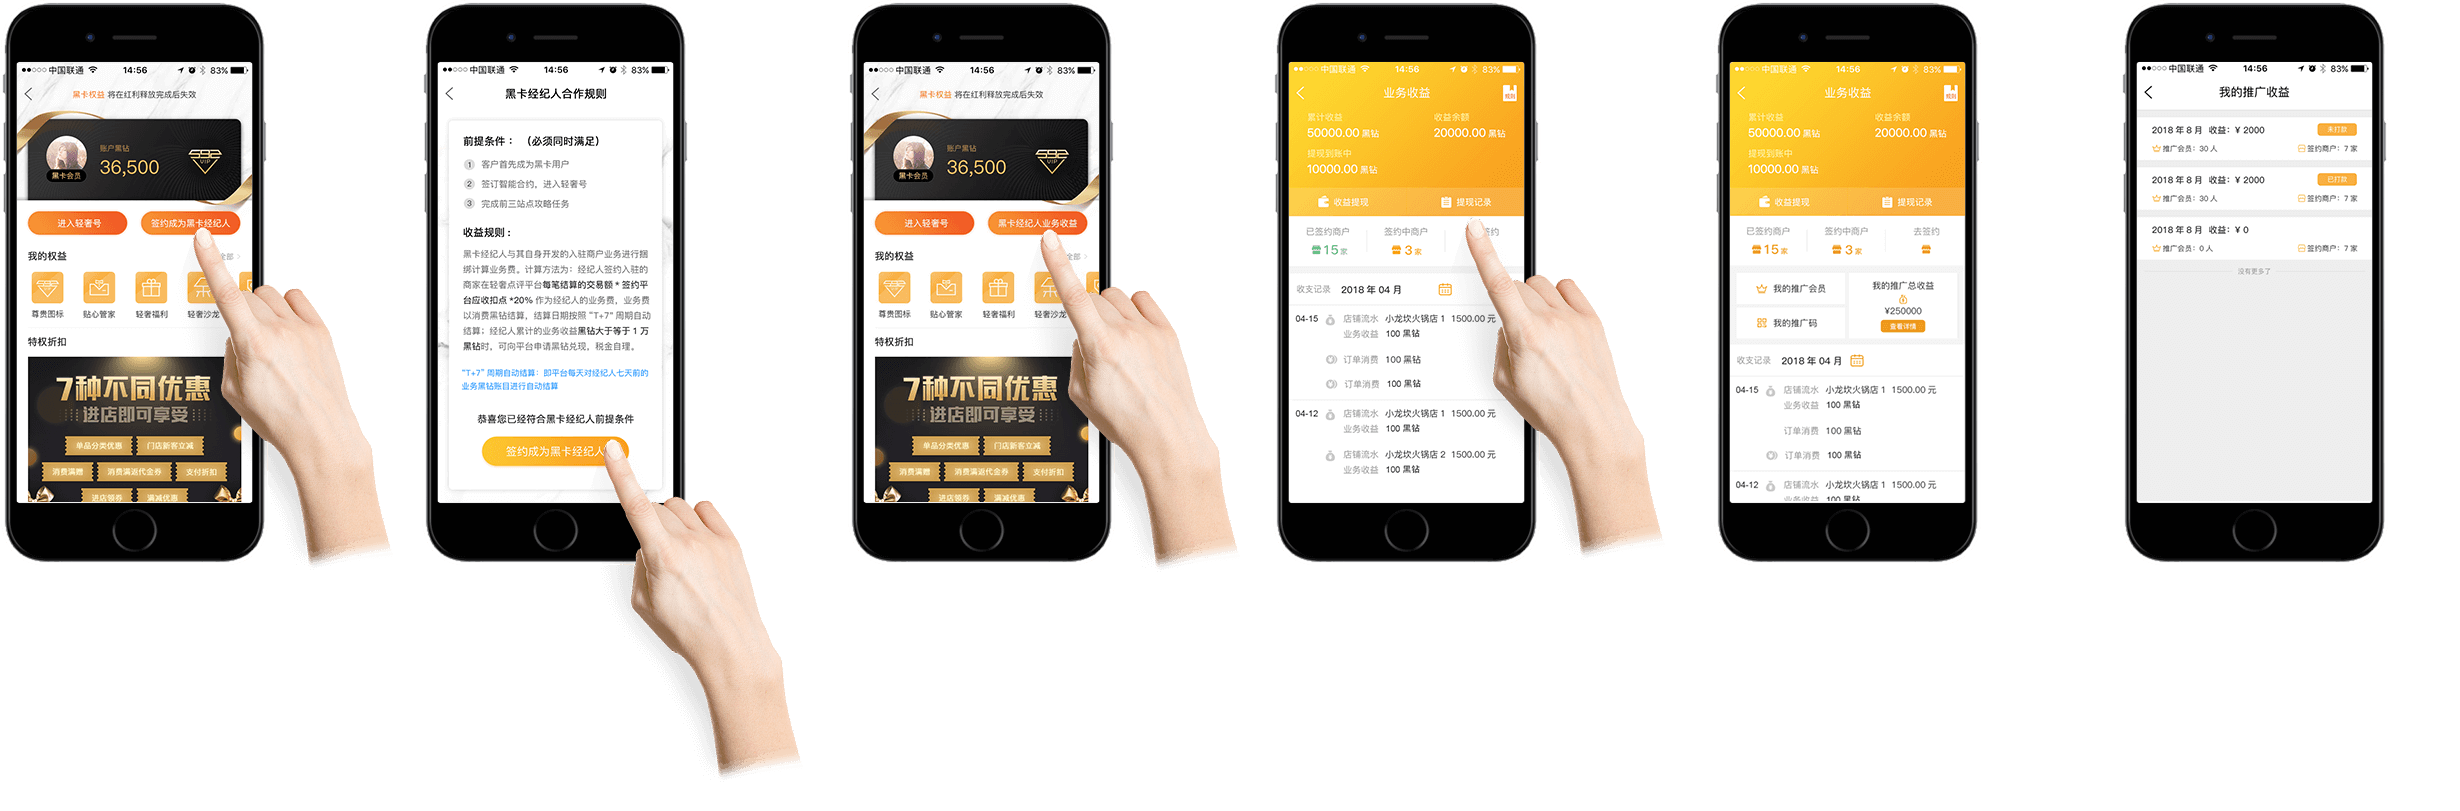 中国联通 14:56 83%
黑卡权益 将在红利释放完成后失效
账户黑钻
36,500
黑卡会员
VIP
进入轻奢号 签约成为黑卡经纪人
我的权益 全部
尊贵图标 贴心管家 轻奢福利 轻奢沙龙
特权折扣
7种不同优惠
进店即可享受
单品分类优惠 门店新客立减
消费满赠 消费满返代金券 支付折扣
进店领券 满减优惠
中国联通 14:56 83%
黑卡经纪人合作规则
前提条件：（必须同时满足）
1 客户首先成为黑卡用户
2 签订智能合约，进入轻奢号
3 完成前三站点攻略任务
收益规则：
黑卡经纪人与其自身开发的入驻商户业务进行捆
绑计算业务费。计算方法为：经纪人签约入驻的
商家在轻奢点评平台每笔结算的交易额 * 签约平
台应收扣点 *20% 作为经纪人的业务费，业务费
以消费黑钻结算，结算日期按照 “T+7” 周期自动
结算；经纪人累计的业务收益黑钻大于等于 1 万
黑钻时，可向平台申请黑钻兑现，税金自理。
“T+7” 周期自动结算：即平台每天对经纪人七天前的
业务黑钻账目进行自动结算
恭喜您已经符合黑卡经纪人前提条件
签约成为黑卡经纪人
中国联通 14:56 83%
黑卡权益 将在红利释放完成后失效
账户黑钻
36,500
黑卡会员
VIP
进入轻奢号 黑卡经纪人业务收益
我的权益 全部
尊贵图标 贴心管家 轻奢福利 轻奢沙龙
特权折扣
7种不同优惠
进店即可享受
单品分类优惠 门店新客立减
消费满赠 消费满返代金券 支付折扣
进店领券 满减优惠
中国联通 14:56 83%
业务收益 规则
累计收益 收益余额
50000.00 黑钻 20000.00 黑钻
提现到账中
10000.00 黑钻
收益提现 提现记录
已签约商户 签约中商户 签约
15 家 3 家
收支记录 2018 年 04 月
04-15 店铺流水 小龙坎火锅店 1 1500.00 元
业务收益 100 黑钻
订单消费 100 黑钻
订单消费 100 黑钻
04-12 店铺流水 小龙坎火锅店 1 1500.00 元
业务收益 100 黑钻
店铺流水 小龙坎火锅店 2 1500.00 元
业务收益 100 黑钻
中国联通 14:56 83%
业务收益 规则
累计收益 收益余额
50000.00 黑钻 20000.00 黑钻
提现到账中
10000.00 黑钻
收益提现 提现记录
已签约商户 签约中商户 去签约
15 家 3 家
我的推广会员 我的推广总收益
¥250000
我的推广码 查看详情
收支记录 2018 年 04 月
04-15 店铺流水 小龙坎火锅店 1 1500.00 元
业务收益 100 黑钻
订单消费 100 黑钻
订单消费 100 黑钻
04-12 店铺流水 小龙坎火锅店 1 1500.00 元
业务收益 100 黑钻
中国联通 14:56 83%
我的推广收益
2018 年 8 月 收益：¥ 2000 未打款
推广会员：30 人 签约商户：7 家
2018 年 8 月 收益：¥ 2000 已打款
推广会员：30 人 签约商户：7 家
2018 年 8 月 收益：¥ 0
推广会员：0 人 签约商户：7 家
没有更多了